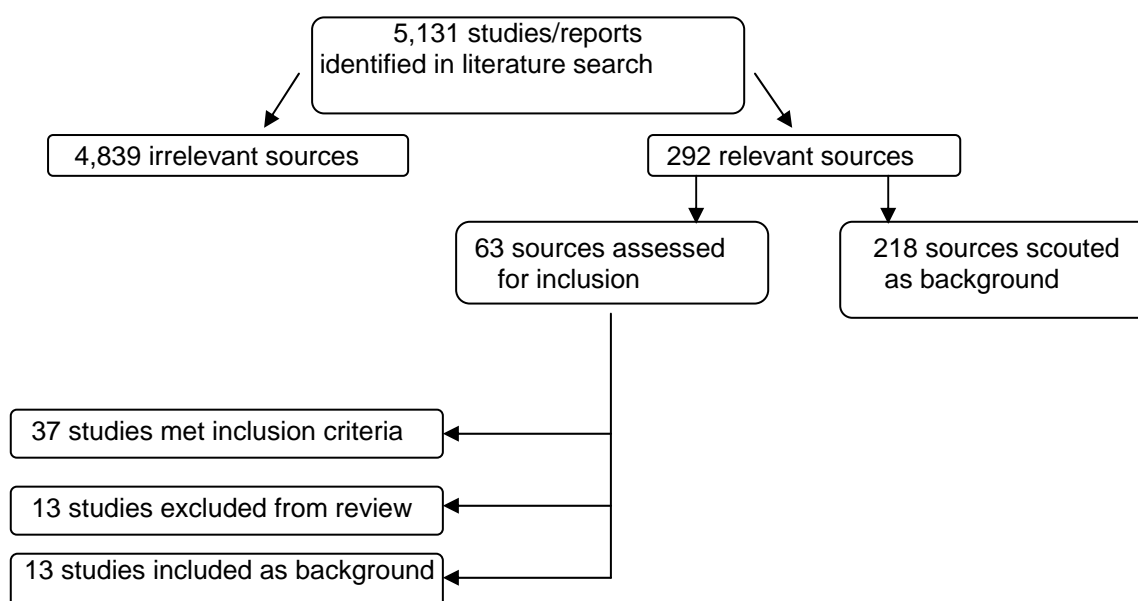 5,131 studies/reports
identified in literature search
4,839 irrelevant sources
292 relevant sources
63 sources assessed
for inclusion
218 sources scouted
as background
37 studies met inclusion criteria
13 studies excluded from review
13 studies included as background